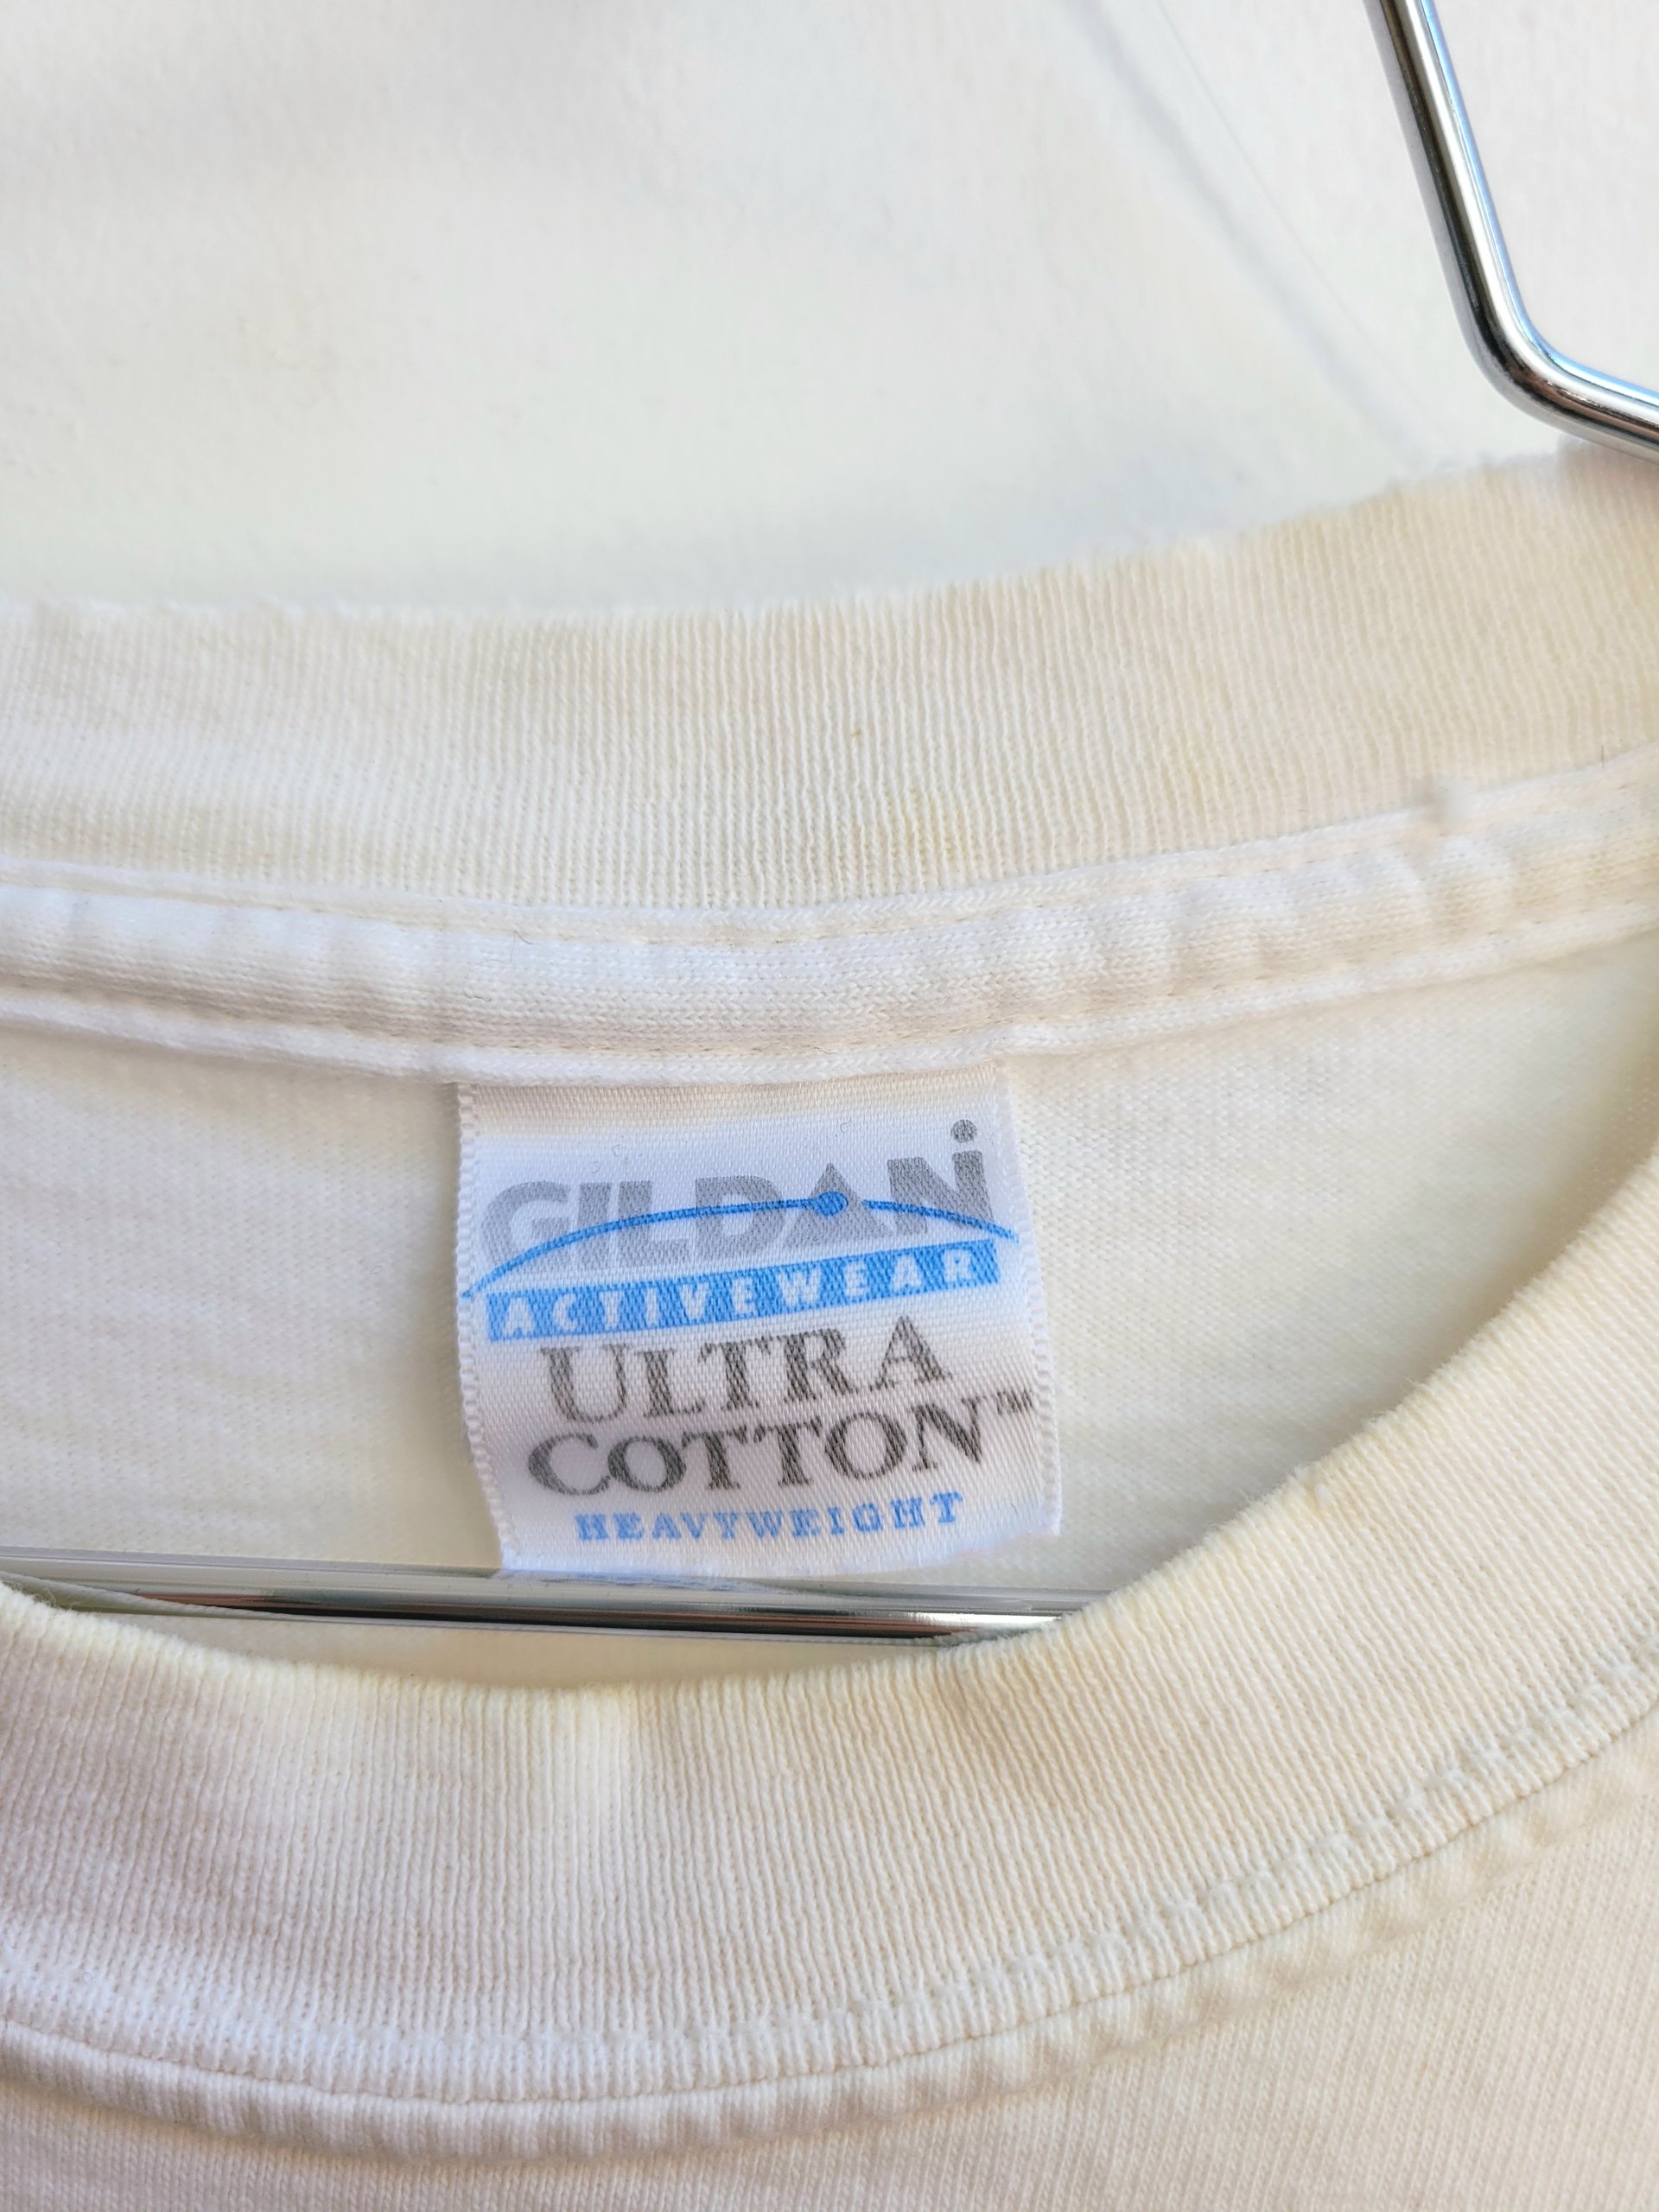 GILDAN
ACTIVEWEAR
ULTRA
COTTON™
HEAVYWEIGHT